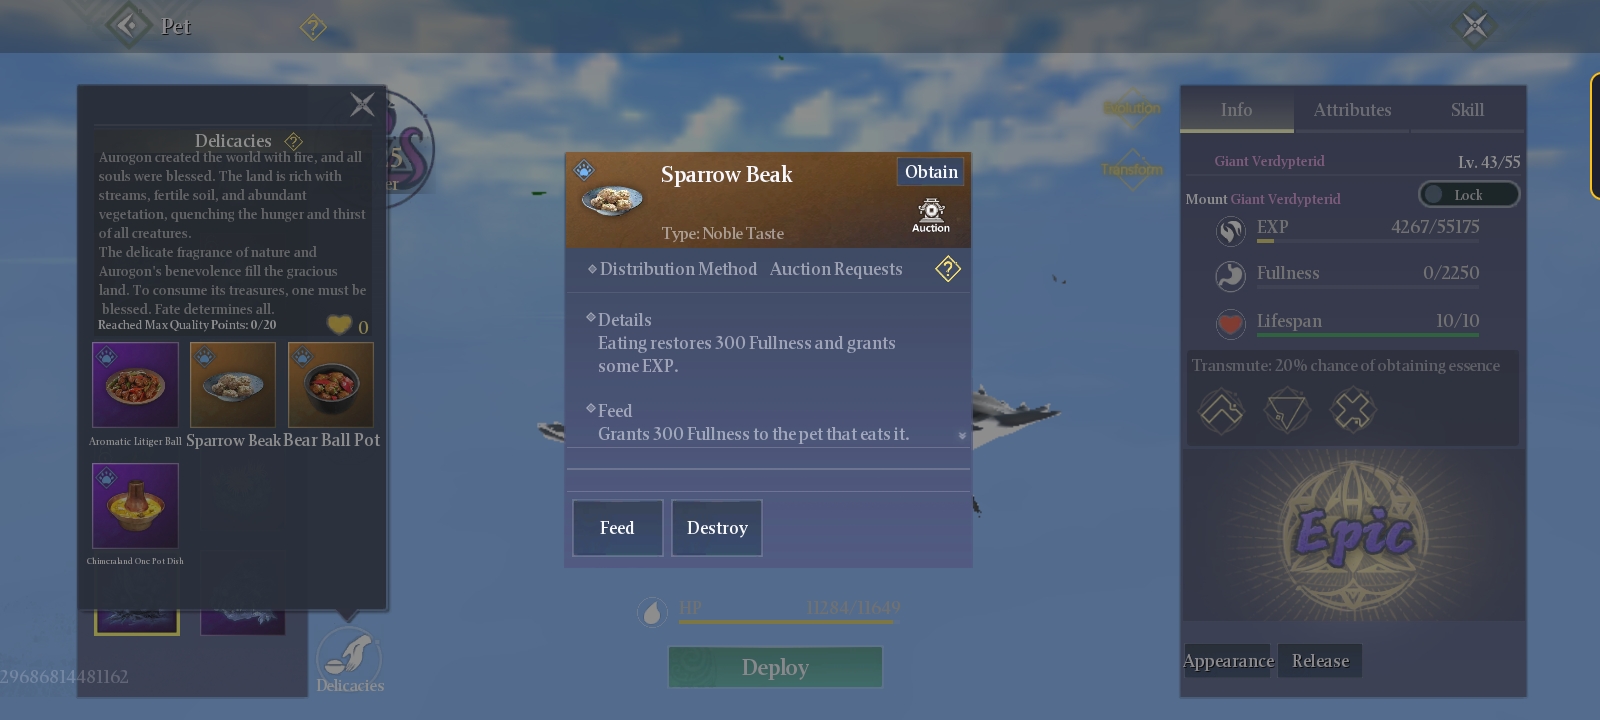 Pet
Delicacies
Aurogon created the world with fire, and all
souls were blessed. The land is rich with
streams, fertile soil, and abundant
vegetation, quenching the hunger and thirst
of all creatures.
The delicate fragrance of nature and
Aurogon's benevolence fill the gracious
land. To consume its treasures, one must be
blessed. Fate determines all.
Reached Max Quality Points: 0/20
0
Aromatic Litiger Ball
Sparrow Beak
Bear Ball Pot
Chimeraland One Pot Dish
29686814481162
Delicacies
Sparrow Beak
Obtain
Type: Noble Taste
Auction
Distribution Method Auction Requests
Details
Eating restores 300 Fullness and grants
some EXP.
Feed
Grants 300 Fullness to the pet that eats it.
Feed
Destroy
HP 11284/11649
Deploy
Evolution
Transform
Info
Attributes
Skill
Giant Verdypterid
Lv. 43/55
Mount Giant Verdypterid
Lock
EXP 4267/55175
Fullness 0/2250
Lifespan 10/10
Transmute: 20% chance of obtaining essence
Epic
Appearance
Release